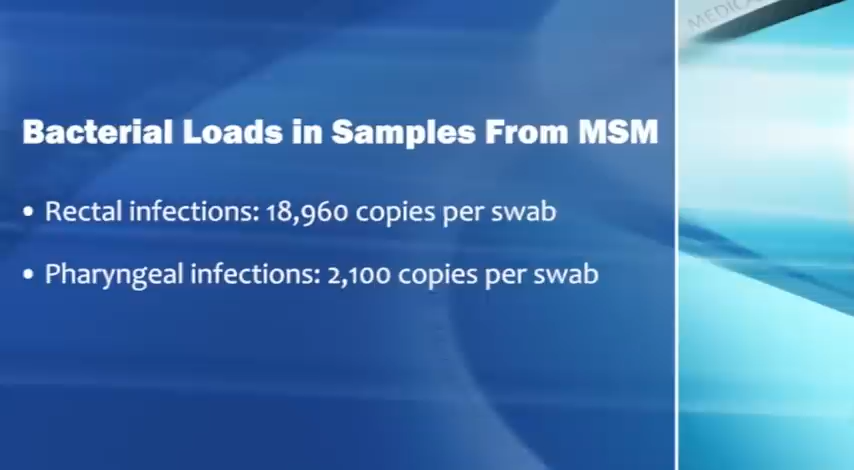 Bacterial Loads in Samples From MSM
• Rectal infections: 18,960 copies per swab
• Pharyngeal infections: 2,100 copies per swab